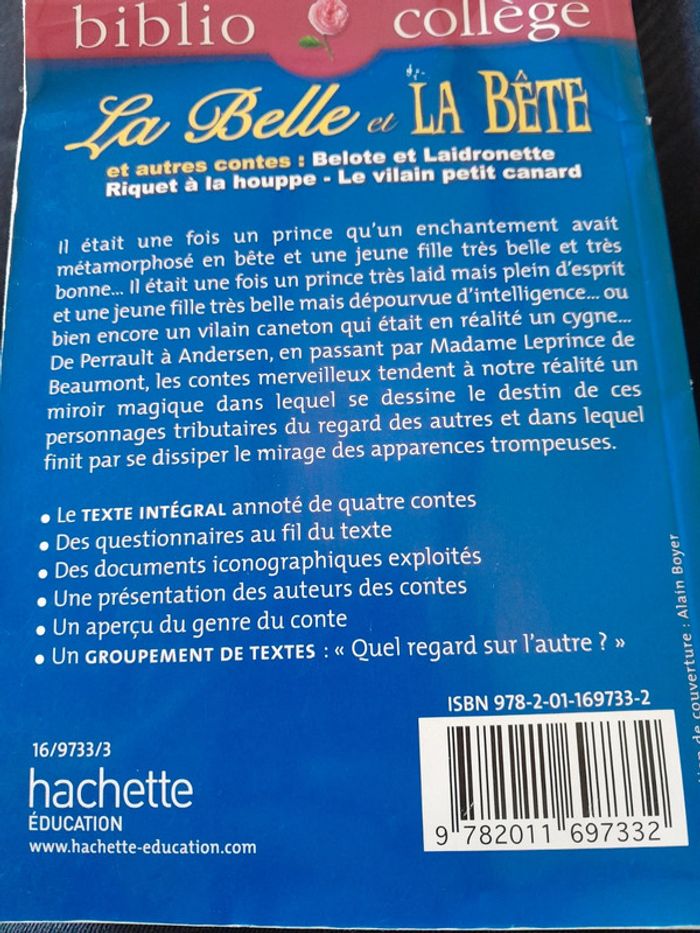 biblio collège
La Belle et LA BÊTE
et autres contes : Belote et Laidronette
Riquet à la houppe - Le vilain petit canard
Il était une fois un prince qu'un enchantement avait
métamorphosé en bête et une jeune fille très belle et très
bonne... Il était une fois un prince très laid mais plein d'esprit
et une jeune fille très belle mais dépourvue d'intelligence... ou
bien encore un vilain caneton qui était en réalité un cygne...
De Perrault à Andersen, en passant par Madame Leprince de
Beaumont, les contes merveilleux tendent à notre réalité un
miroir magique dans lequel se dessine le destin de ces
personnages tributaires du regard des autres et dans lequel
finit par se dissiper le mirage des apparences trompeuses.
• Le TEXTE INTÉGRAL annoté de quatre contes
• Des questionnaires au fil du texte
• Des documents iconographiques exploités
• Une présentation des auteurs des contes
• Un aperçu du genre du conte
• Un GROUPEMENT DE TEXTES : « Quel regard sur l'autre ? »
ISBN 978-2-01-169733-2
16/9733/3
hachette
ÉDUCATION
www.hachette-education.com
9 782011 697332
de couverture : Alain Boyer